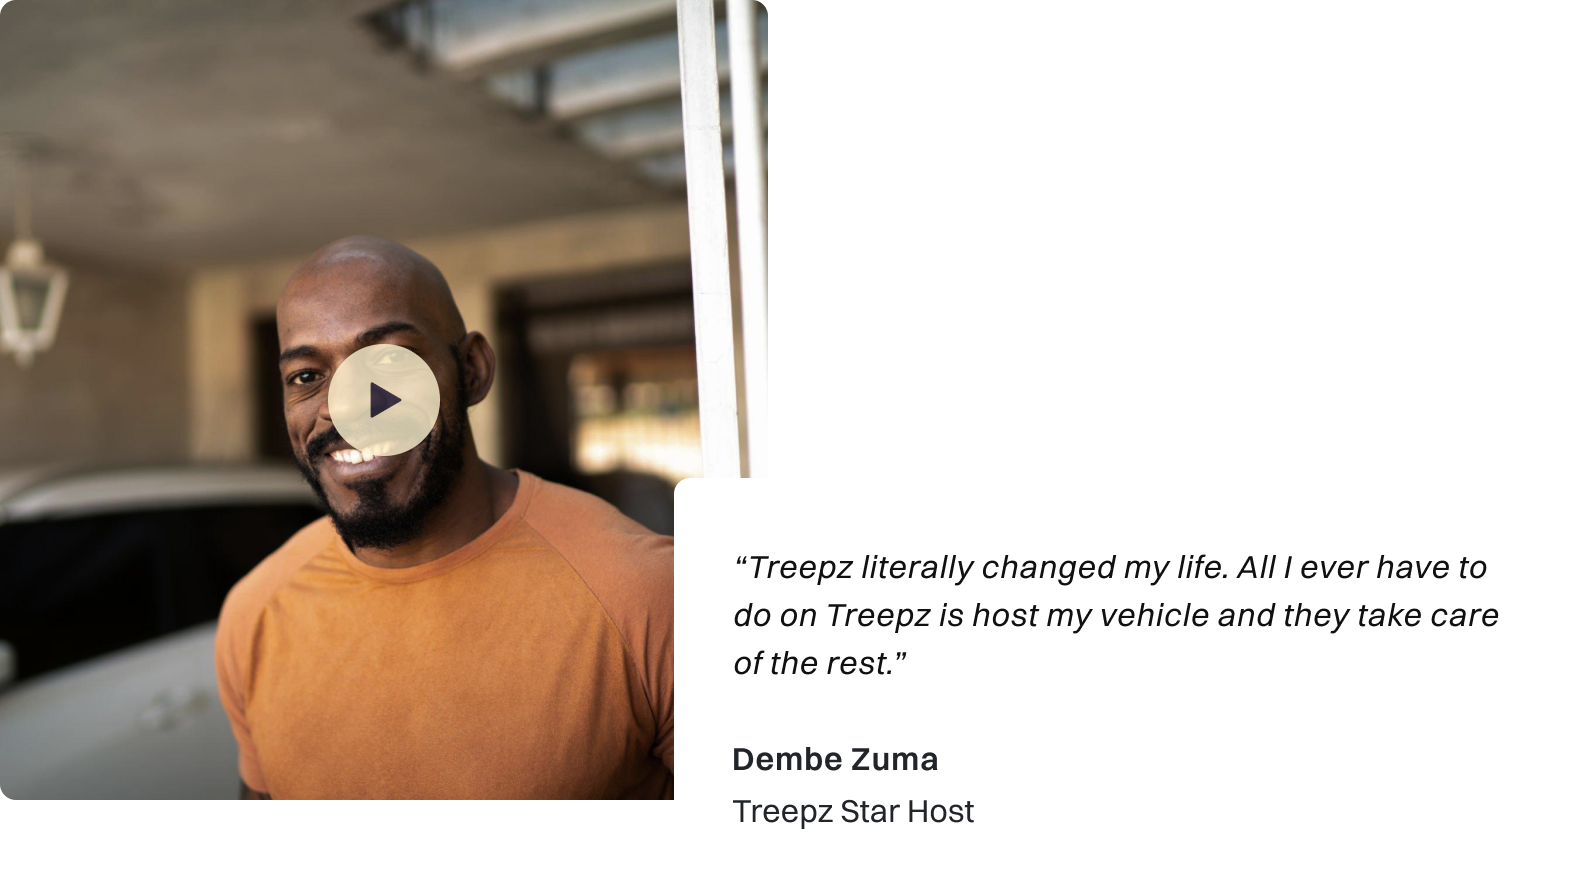 “Treepz literally changed my life. All I ever have to
do on Treepz is host my vehicle and they take care
of the rest.”
Dembe Zuma
Treepz Star Host